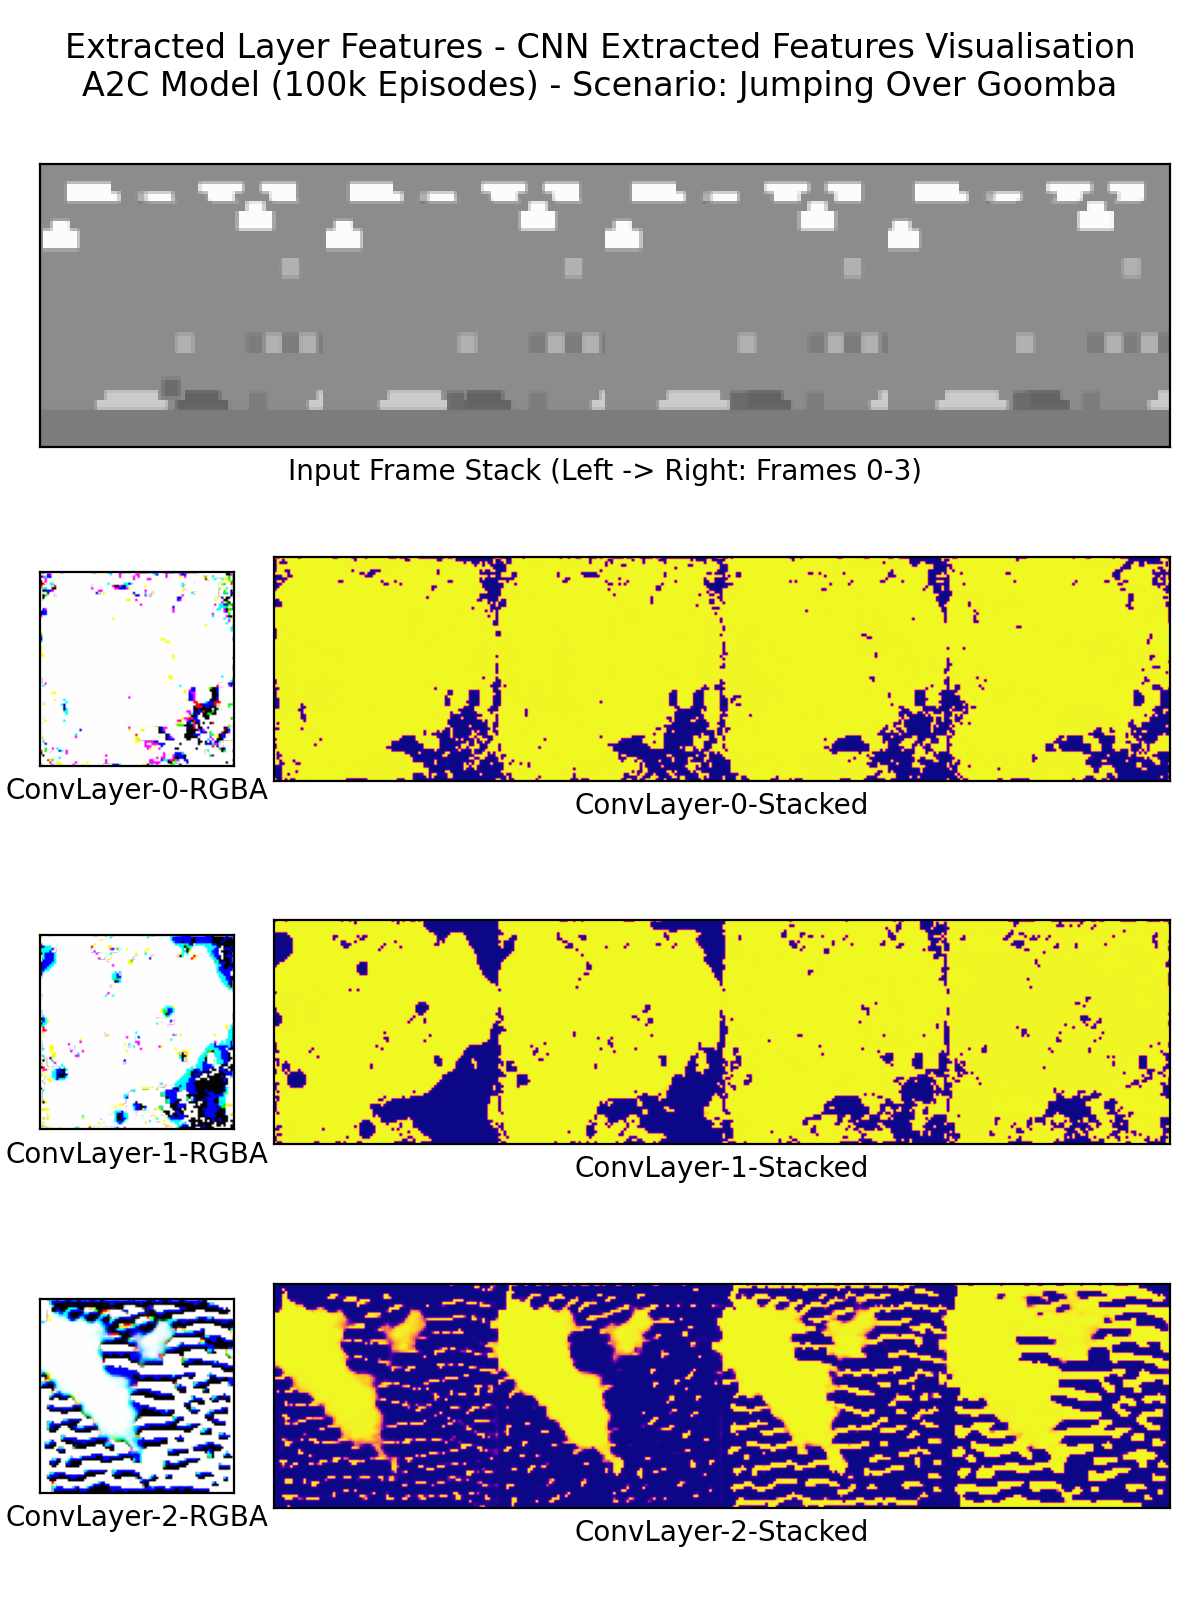 Extracted Layer Features - CNN Extracted Features Visualisation
A2C Model (100k Episodes) - Scenario: Jumping Over Goomba
Input Frame Stack (Left -> Right: Frames 0-3)
ConvLayer-0-RGBA
ConvLayer-0-Stacked
ConvLayer-1-RGBA
ConvLayer-1-Stacked
ConvLayer-2-RGBA
ConvLayer-2-Stacked